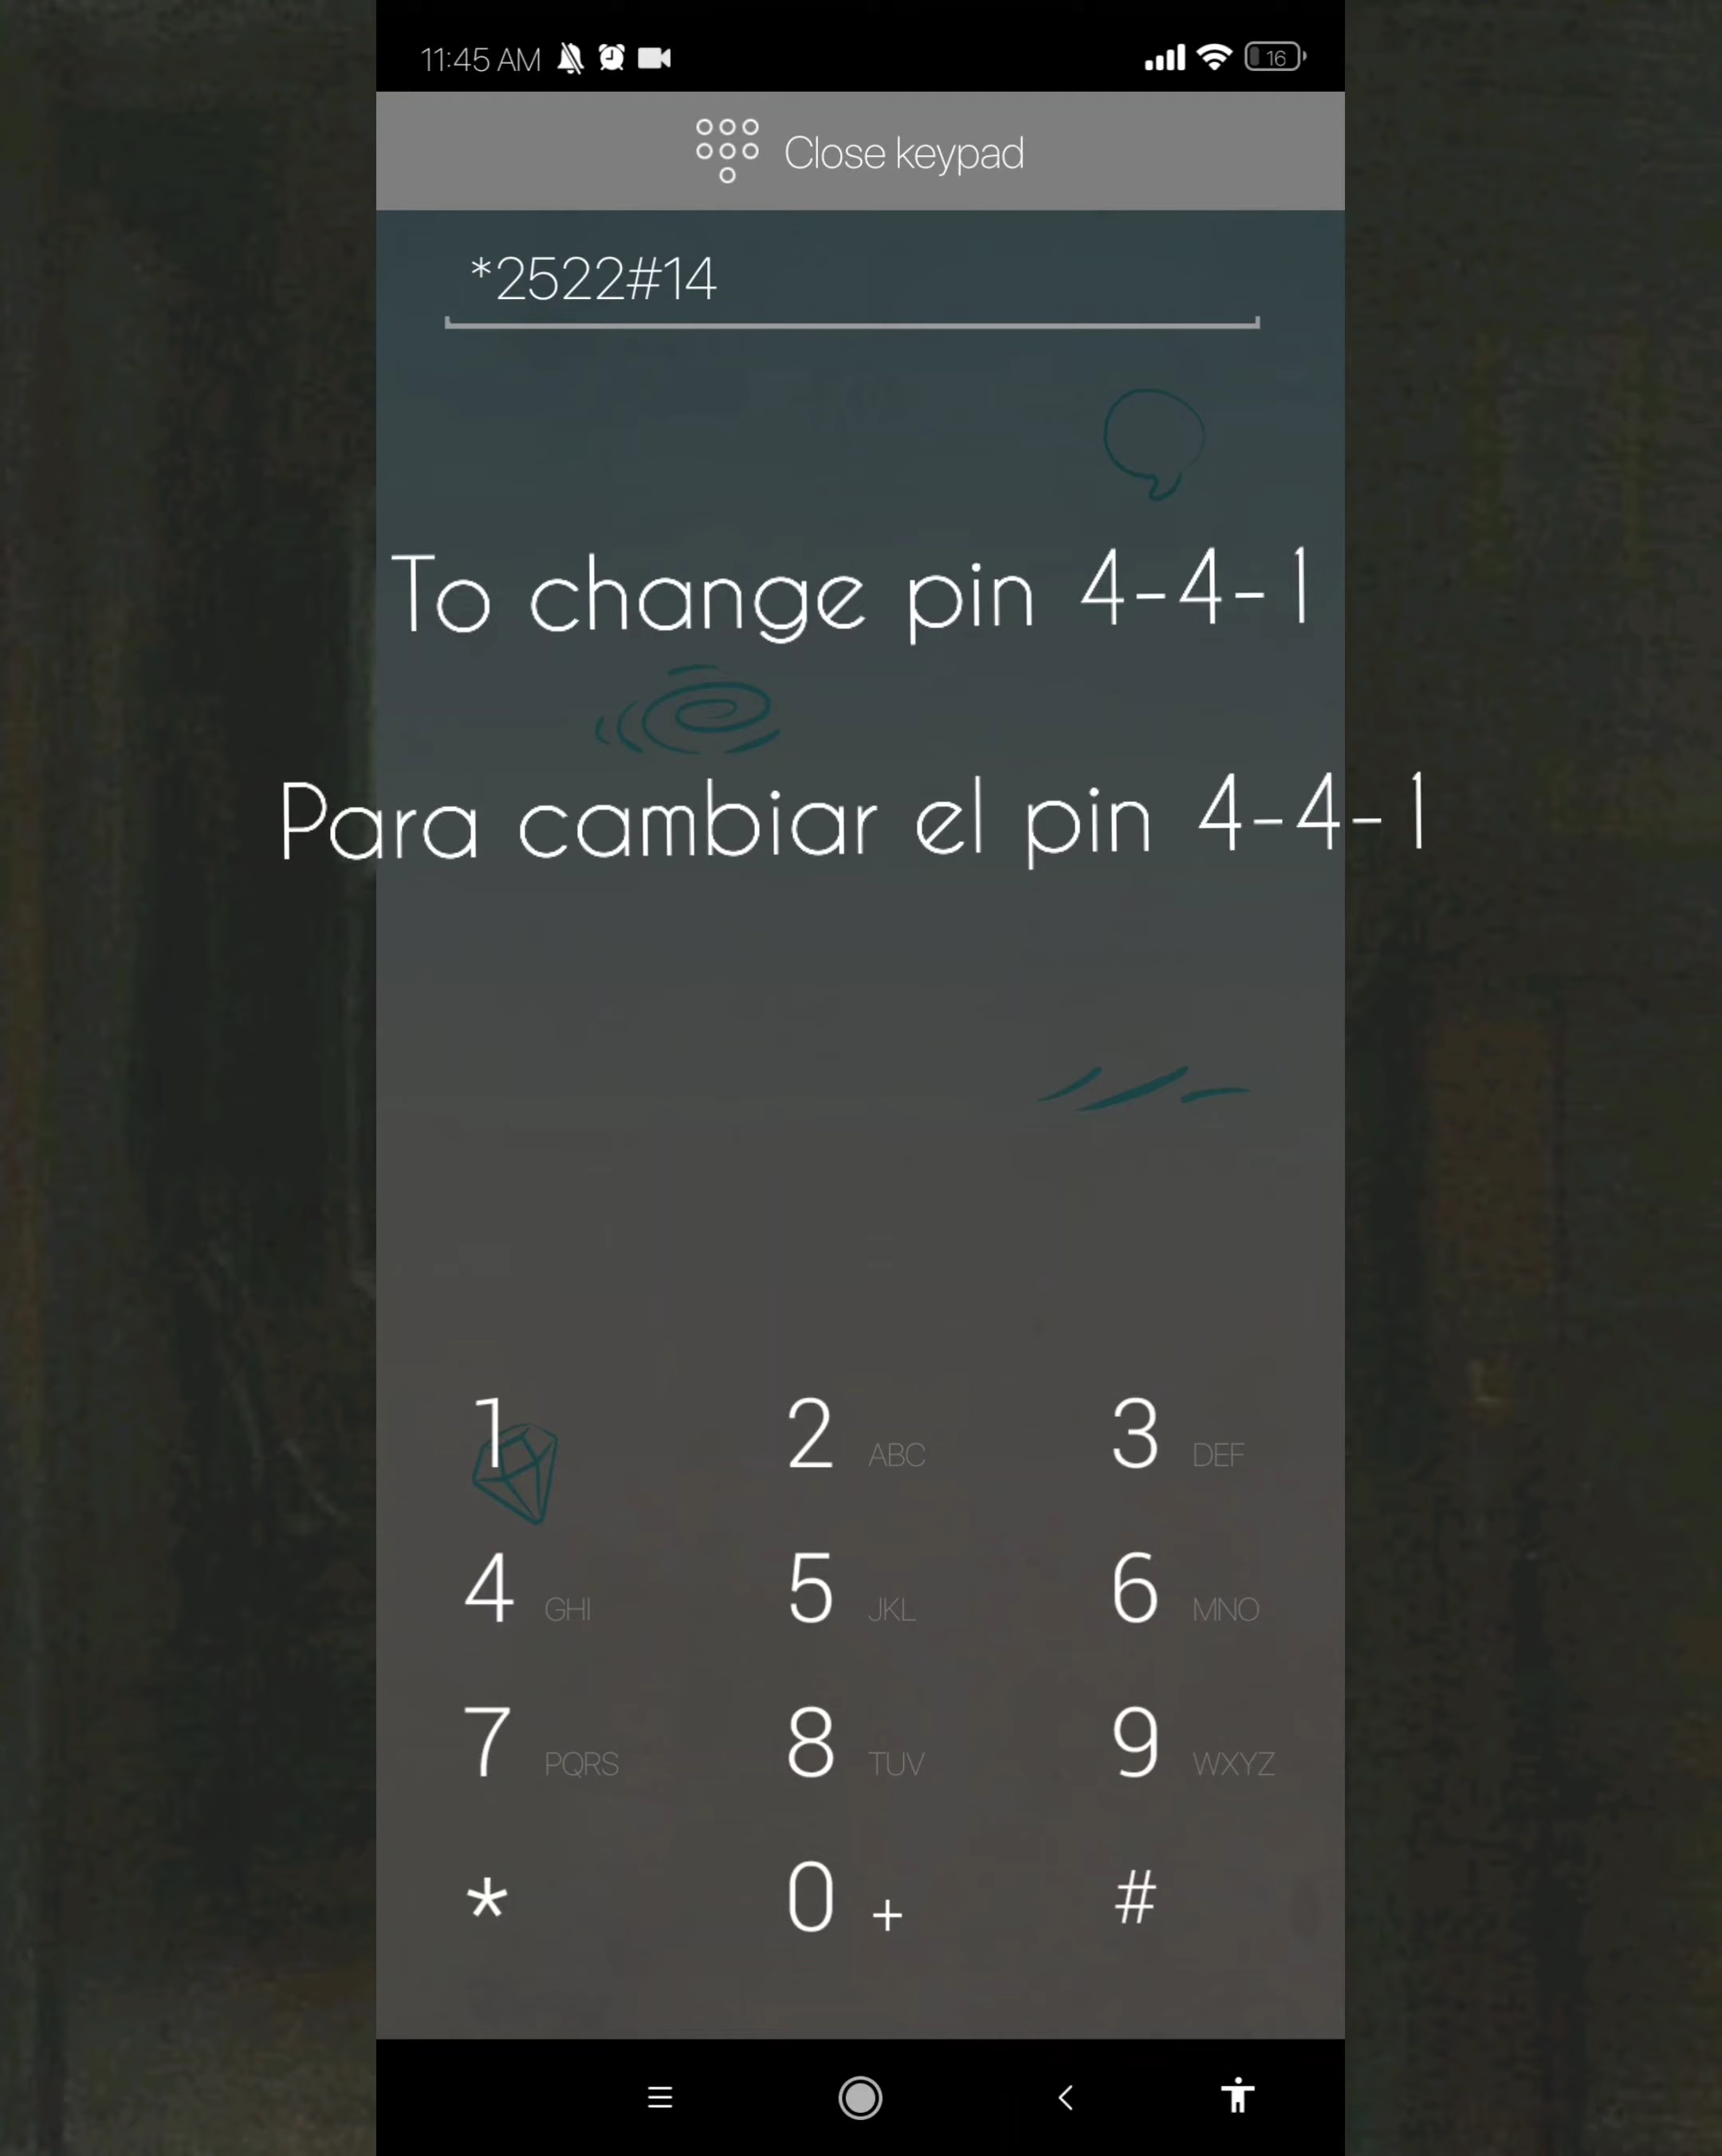 11:45 AM 16
Close keypad
*2522#14
To change pin 4-4-1
Para cambiar el pin 4-4-1
1 2 ABC 3 DEF
4 GHI 5 JKL 6 MNO
7 PQRS 8 TUV 9 WXYZ
* 0 + #